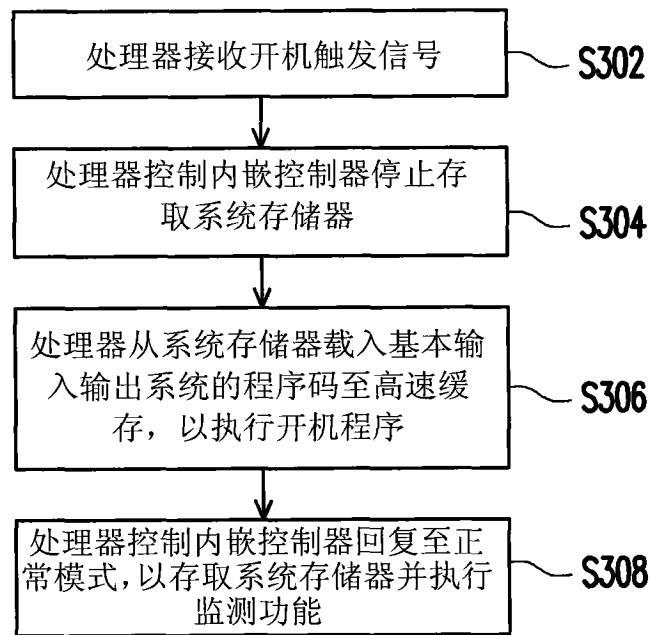 处理器接收开机触发信号
S302
处理器控制内嵌控制器停止存
取系统存储器
S304
处理器从系统存储器载入基本输
入输出系统的程序码至高速缓
存，以执行开机程序
S306
处理器控制内嵌控制器回复至正
常模式，以存取系统存储器并执行
监测功能
S308